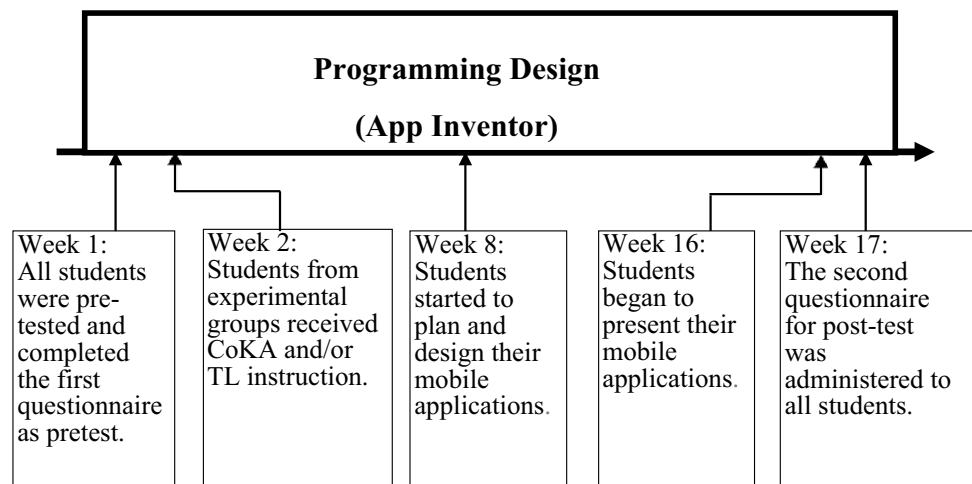 Programming Design
(App Inventor)
Week 1:
All students
were pre-
tested and
completed
the first
questionnaire
as pretest.
Week 2:
Students from
experimental
groups received
CoKA and/or
TL instruction.
Week 8:
Students
started to
plan and
design their
mobile
applications.
Week 16:
Students
began to
present their
mobile
applications.
Week 17:
The second
questionnaire
for post-test
was
administered to
all students.